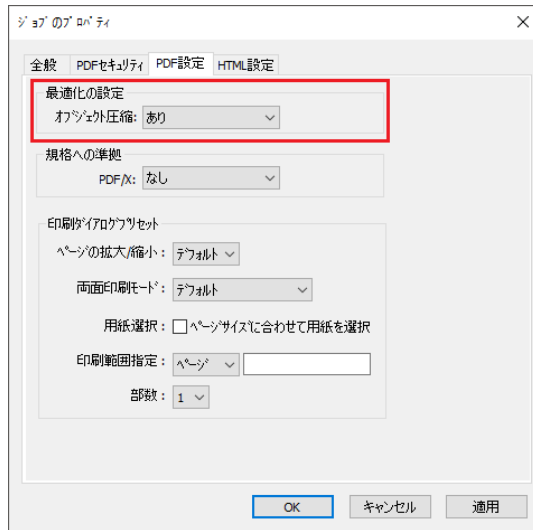 ｼﾞｮﾌﾞのﾌﾟﾛﾊﾟﾃｨ
全般 PDFｾｷｭﾘﾃｨ PDF設定 HTML設定
最適化の設定
ｵﾌﾞｼﾞｪｸﾄ圧縮: あり
規格への準拠
PDF/X: なし
印刷ﾀﾞｲｱﾛｸﾞﾌﾟﾘｾｯﾄ
ﾍﾟｰｼﾞの拡大/縮小： ﾃﾞﾌｫﾙﾄ
両面印刷ﾓｰﾄﾞ： ﾃﾞﾌｫﾙﾄ
用紙選択： ﾍﾟｰｼﾞｻｲｽﾞに合わせて用紙を選択
印刷範囲指定： ﾍﾟｰｼﾞ
部数： 1
OK ｷｬﾝｾﾙ 適用